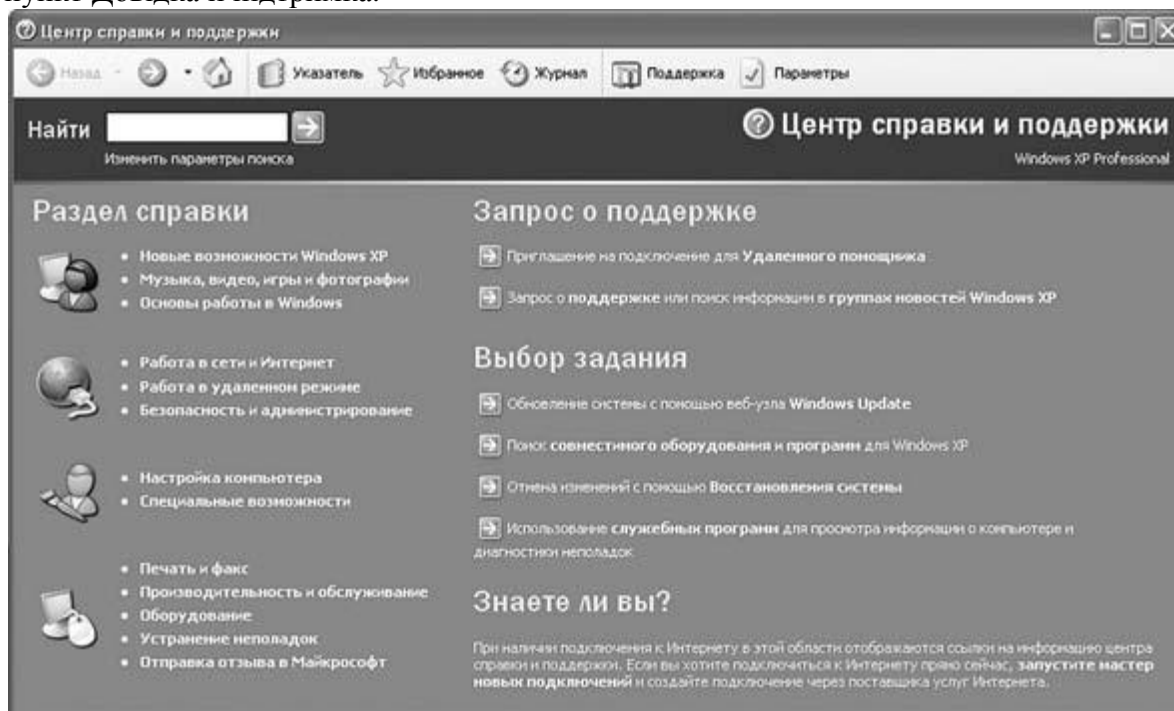 Центр справки и поддержки
Назад
Указатель Избранное Журнал Поддержка Параметры
Найти
Изменить параметры поиска
Центр справки и поддержки
Windows XP Professional
Раздел справки
Новые возможности Windows XP
Музыка, видео, игры и фотографии
Основы работы в Windows
Работа в сети и Интернет
Работа в удаленном режиме
Безопасность и администрирование
Настройка компьютера
Специальные возможности
Печать и факс
Производительность и обслуживание
Оборудование
Устранение неполадок
Отправка отзыва в Майкрософт
Запрос о поддержке
Приглашение на подключение для Удаленного помощника
Запрос о поддержке или поиск информации в группах новостей Windows XP
Выбор задания
Обновление системы с помощью веб-узла Windows Update
Поиск совместимого оборудования и программ для Windows XP
Отмена изменений с помощью Восстановления системы
Использование служебных программ для просмотра информации о компьютере и
диагностики неполадок
Знаете ли вы?
При наличии подключения к Интернету в этой области отображаются ссылки на информацию центра
справки и поддержки. Если вы хотите подключиться к Интернету прямо сейчас, запустите мастер
новых подключений и создайте подключение через поставщика услуг Интернета.